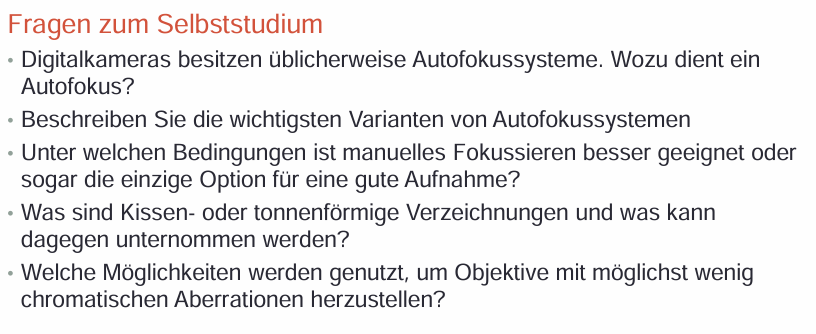 Fragen zum Selbststudium
• Digitalkameras besitzen üblicherweise Autofokussysteme. Wozu dient ein
Autofokus?
• Beschreiben Sie die wichtigsten Varianten von Autofokussystemen
• Unter welchen Bedingungen ist manuelles Fokussieren besser geeignet oder
sogar die einzige Option für eine gute Aufnahme?
• Was sind Kissen- oder tonnenförmige Verzeichnungen und was kann
dagegen unternommen werden?
• Welche Möglichkeiten werden genutzt, um Objektive mit möglichst wenig
chromatischen Aberrationen herzustellen?